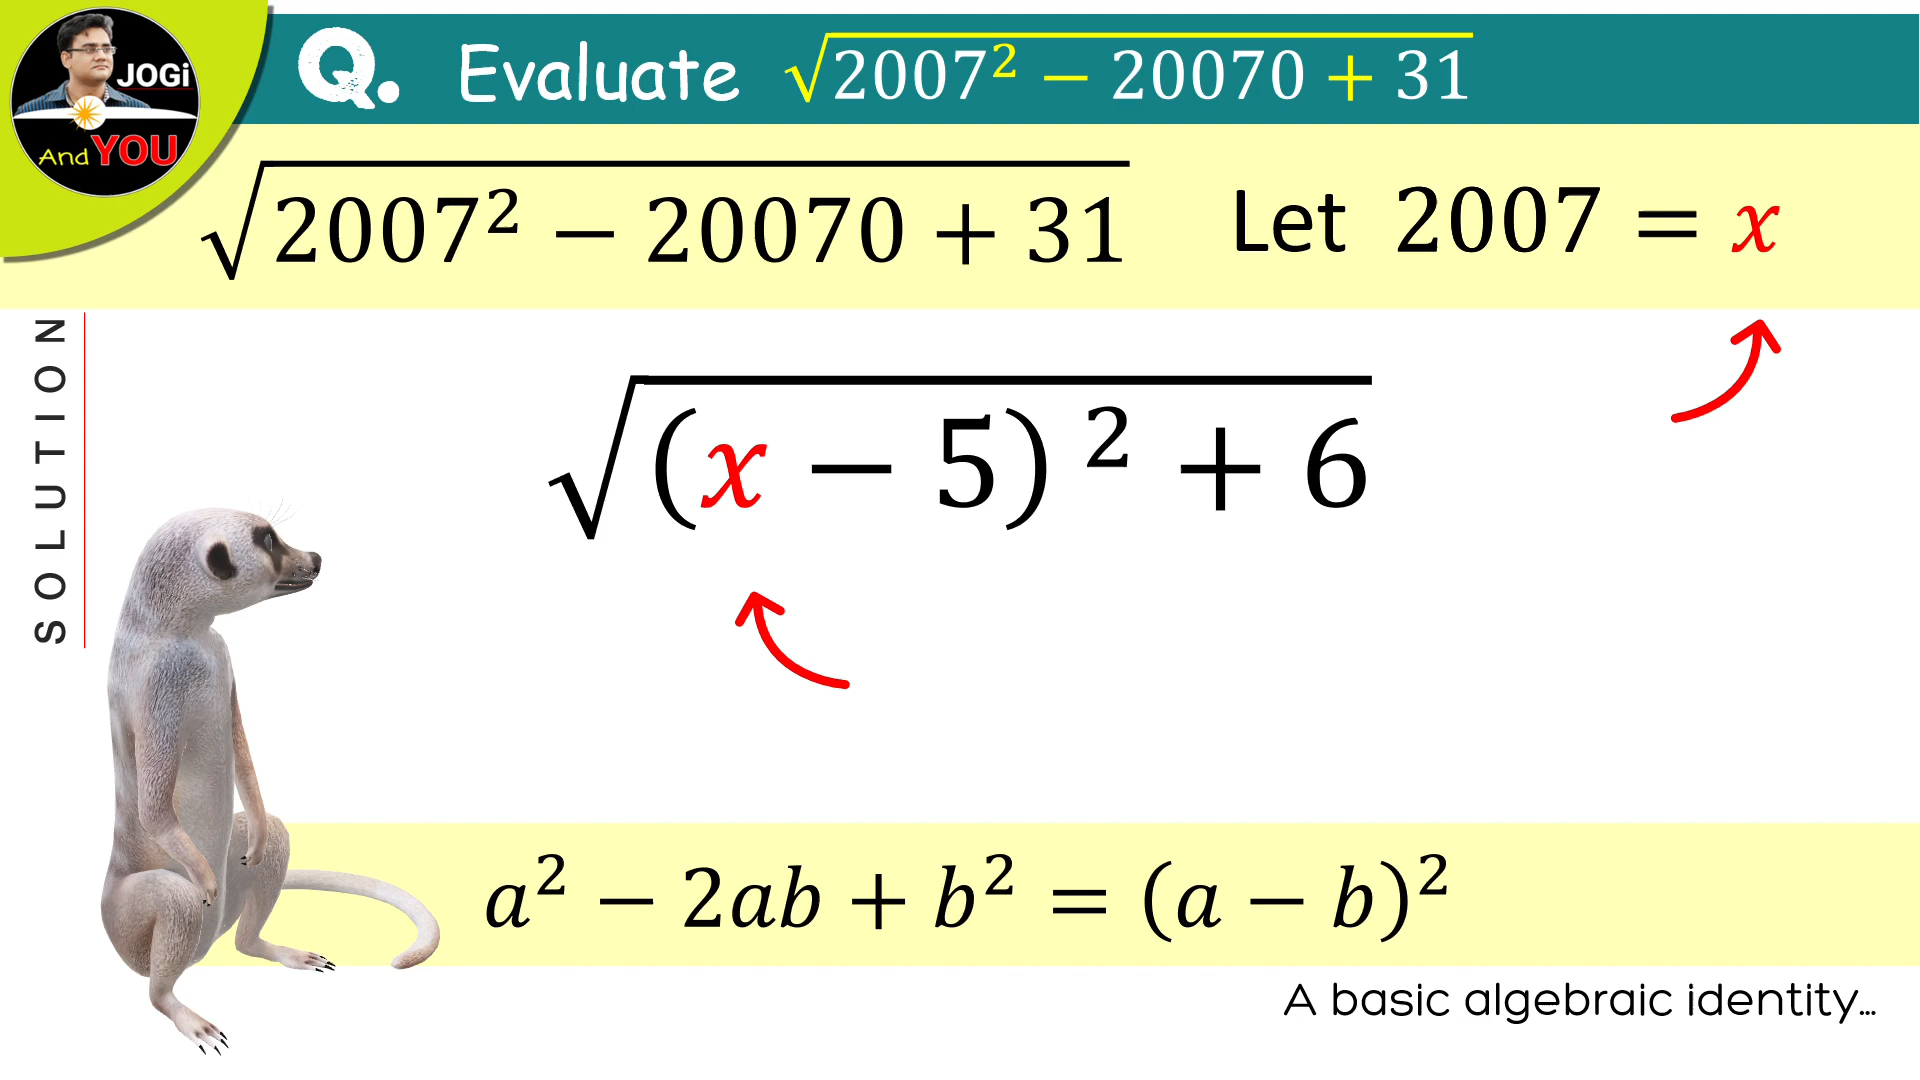 JOGi
And YOU
Q. Evaluate √(2007² − 20070 + 31)
√(2007² − 20070 + 31) Let 2007 = x
SOLUTION
√((x − 5)² + 6)
a² − 2ab + b² = (a − b)²
A basic algebraic identity...